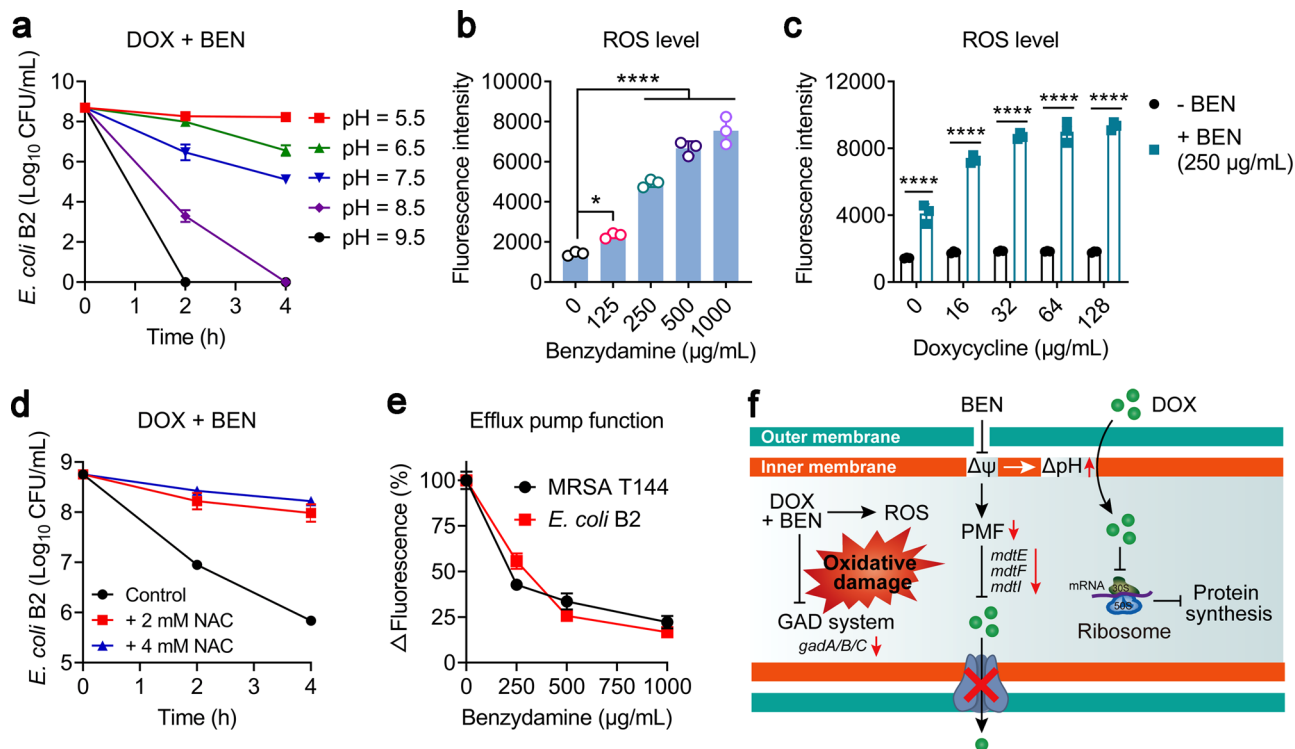 a
DOX + BEN
E. coli B2 (Log10 CFU/mL)
10
8
6
4
2
0
0
1
2
3
4
Time (h)
pH = 5.5
pH = 6.5
pH = 7.5
pH = 8.5
pH = 9.5
b
ROS level
Fluorescence intensity
10000
8000
6000
4000
2000
0
****
*
0
125
250
500
1000
Benzydamine (µg/mL)
c
ROS level
Fluorescence intensity
12000
8000
4000
0
****
****
****
****
****
0
16
32
64
128
Doxycycline (µg/mL)
- BEN
+ BEN
(250 µg/mL)
d
DOX + BEN
E. coli B2 (Log10 CFU/mL)
9
8
7
6
5
Control
+ 2 mM NAC
+ 4 mM NAC
0
1
2
3
4
Time (h)
e
Efflux pump function
Δ Fluorescence (%)
100
75
50
25
0
MRSA T144
E. coli B2
0
250
500
750
1000
Benzydamine (µg/mL)
f
BEN
DOX
Outer membrane
Inner membrane
Δψ
ΔpH
DOX
+ BEN
ROS
Oxidative
damage
GAD system
gadA/B/C
PMF
mdtE
mdtF
mdtI
mRNA
30S
50S
Ribosome
Protein
synthesis